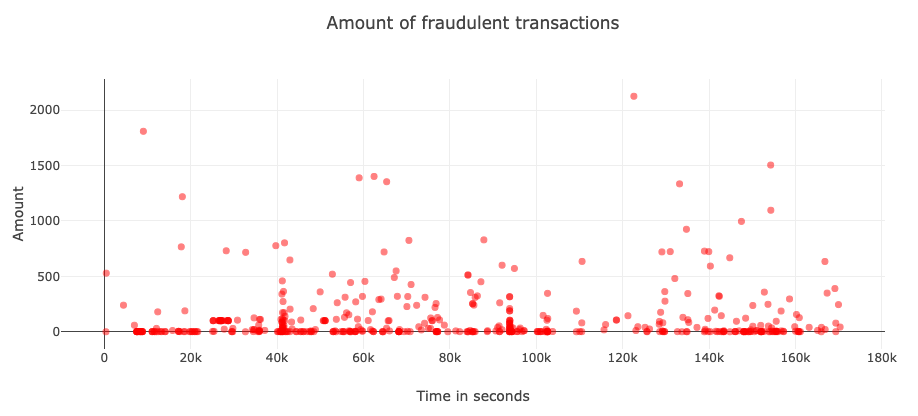 Amount of fraudulent transactions
2000
1500
1000
500
0
Amount
0 20k 40k 60k 80k 100k 120k 140k 160k 180k
Time in seconds